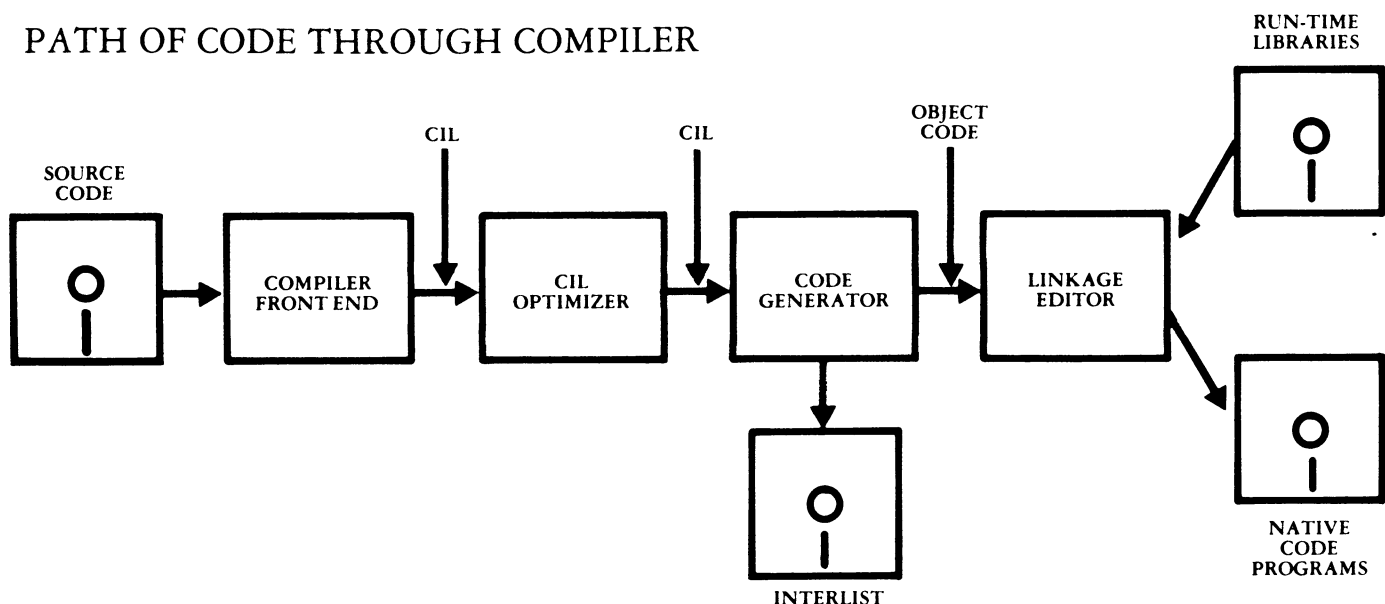 PATH OF CODE THROUGH COMPILER
RUN-TIME
LIBRARIES
CIL
CIL
OBJECT
CODE
SOURCE
CODE
COMPILER
FRONT END
CIL
OPTIMIZER
CODE
GENERATOR
LINKAGE
EDITOR
INTERLIST
NATIVE
CODE
PROGRAMS